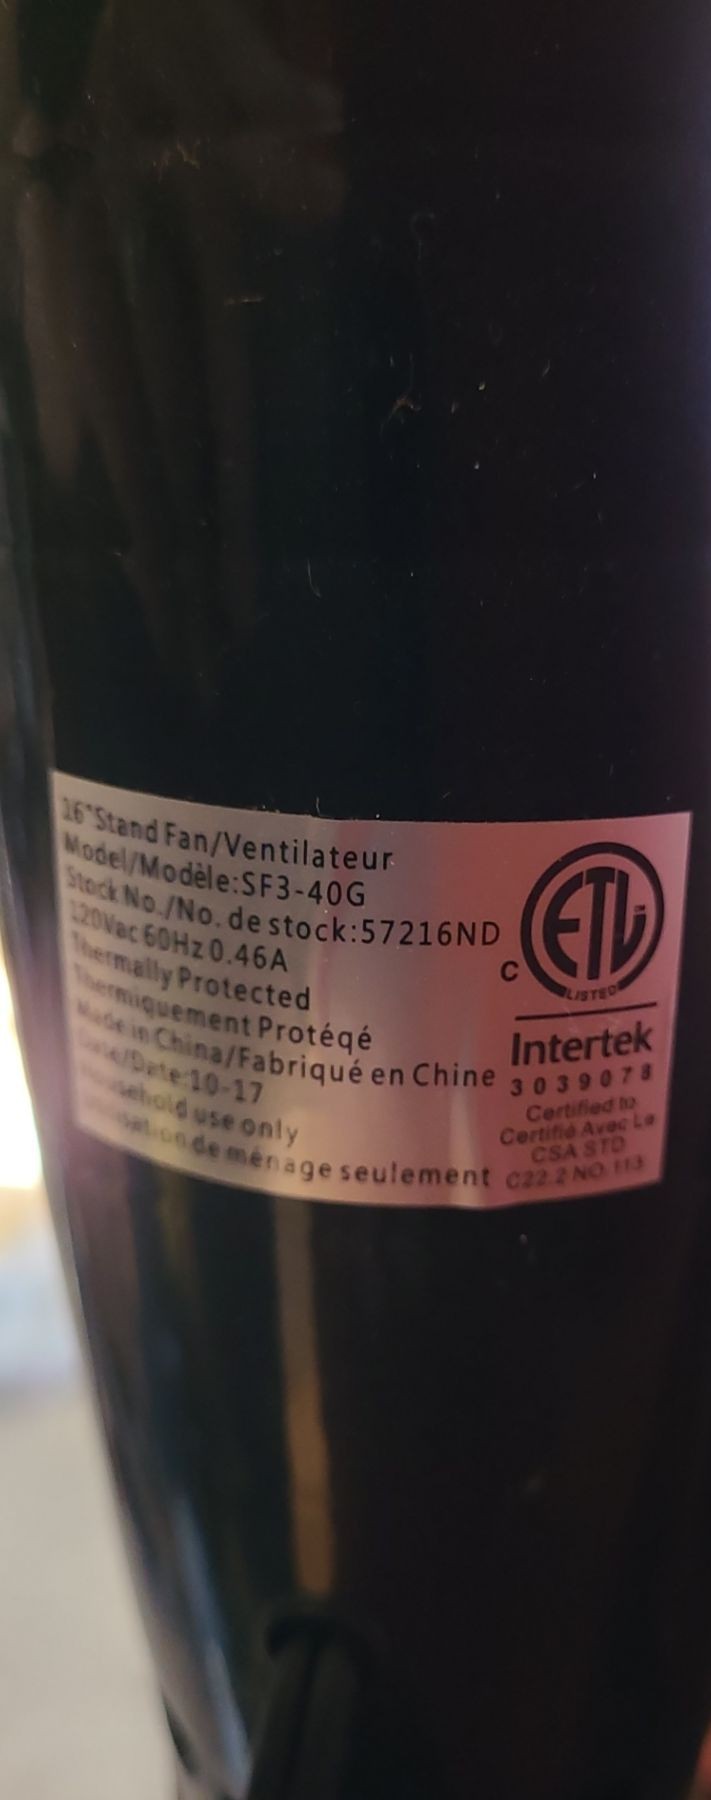 16"Stand Fan/Ventilateur
Model/Modèle:SF3-40G
Stock No./No. de stock:57216ND
120Vac 60Hz 0.46A
Thermally Protected
Thermiquement Protéqé
Made in China/Fabriqué en Chine
Date/Date:10-17
Household use only
Utilisation de ménage seulement
ETL
TM
C
LISTED
Intertek
3039078
Certified to
Certifié Avec La
CSA STD
C22.2 NO.113